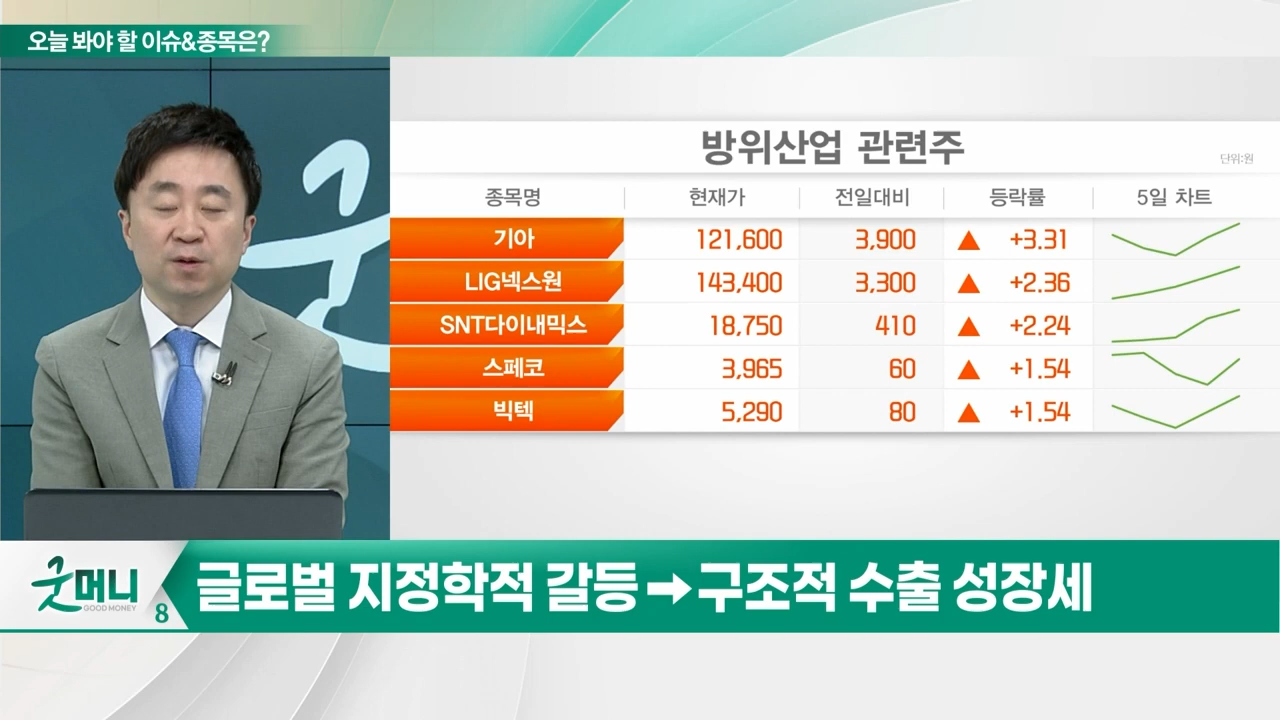 오늘 봐야 할 이슈&종목은?
방위산업 관련주
단위:원
종목명 현재가 전일대비 등락률 5일 차트
기아 121,600 3,900 ▲ +3.31
LIG넥스원 143,400 3,300 ▲ +2.36
SNT다이내믹스 18,750 410 ▲ +2.24
스페코 3,965 60 ▲ +1.54
빅텍 5,290 80 ▲ +1.54
굿머니 GOOD MONEY 8
글로벌 지정학적 갈등➡구조적 수출 성장세